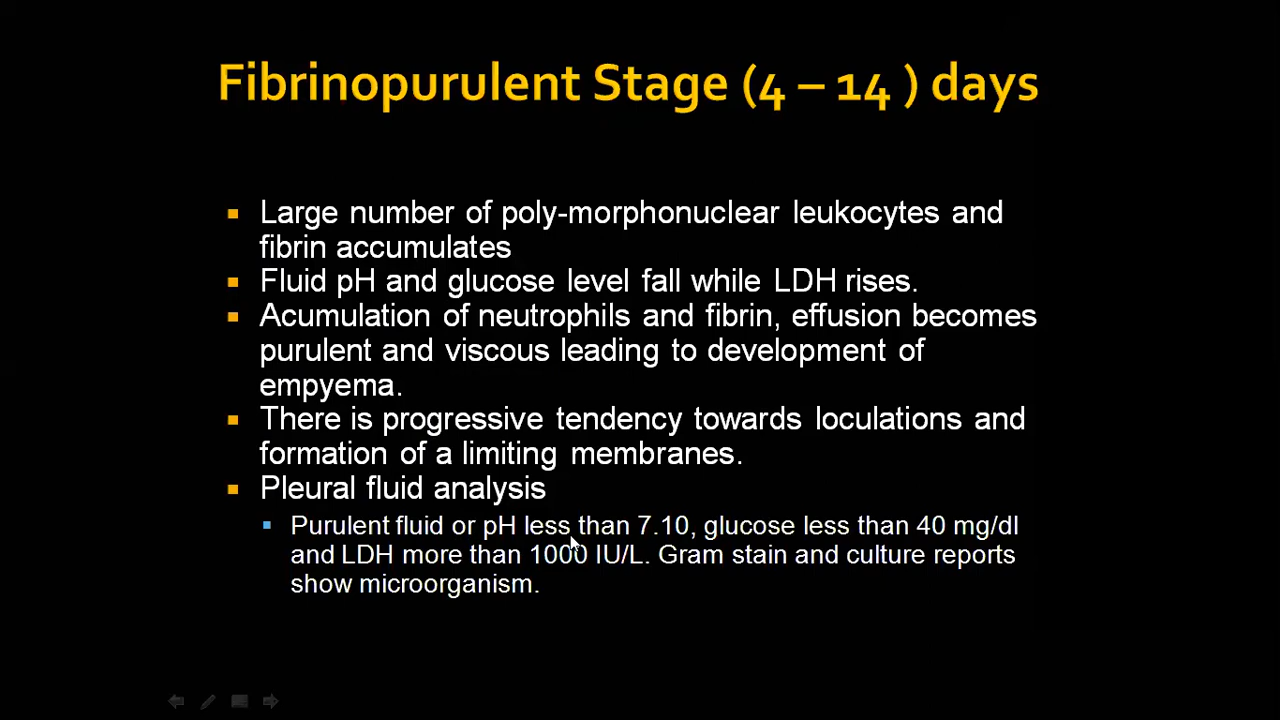 Fibrinopurulent Stage (4 – 14 ) days
Large number of poly-morphonuclear leukocytes and
fibrin accumulates
Fluid pH and glucose level fall while LDH rises.
Acumulation of neutrophils and fibrin, effusion becomes
purulent and viscous leading to development of
empyema.
There is progressive tendency towards loculations and
formation of a limiting membranes.
Pleural fluid analysis
Purulent fluid or pH less than 7.10, glucose less than 40 mg/dl
and LDH more than 1000 IU/L. Gram stain and culture reports
show microorganism.